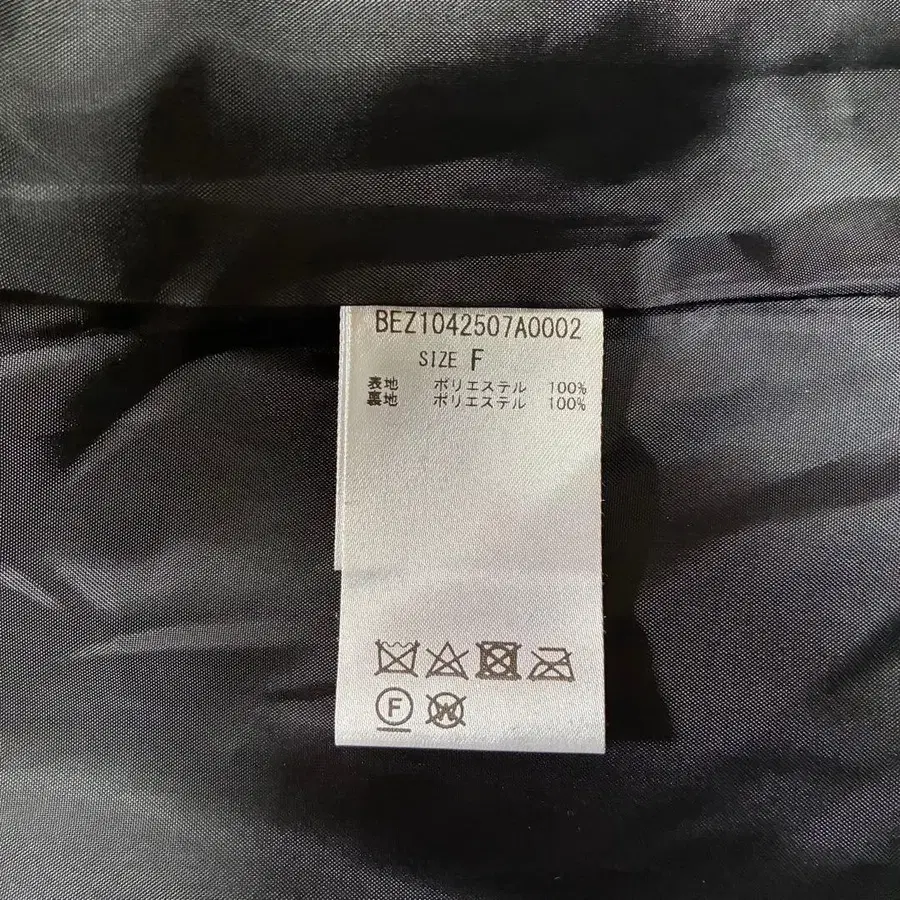 BEZ1042507A0002
SIZE F
表地 ポリエステル 100%
裏地 ポリエステル 100%
F
W